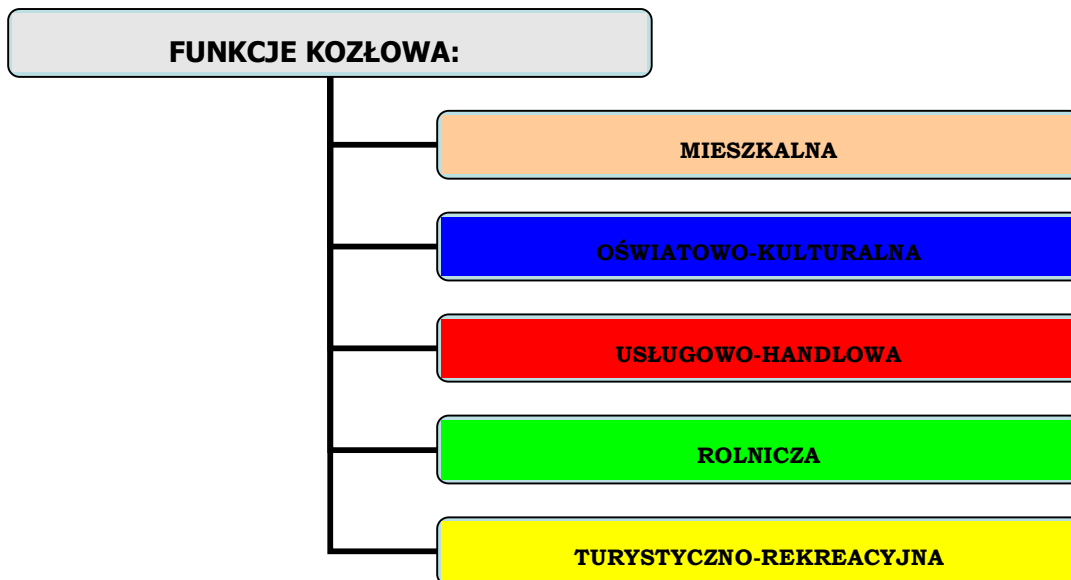 FUNKCJE KOZŁOWA:
MIESZKALNA
OŚWIATOWO-KULTURALNA
USŁUGOWO-HANDLOWA
ROLNICZA
TURYSTYCZNO-REKREACYJNA